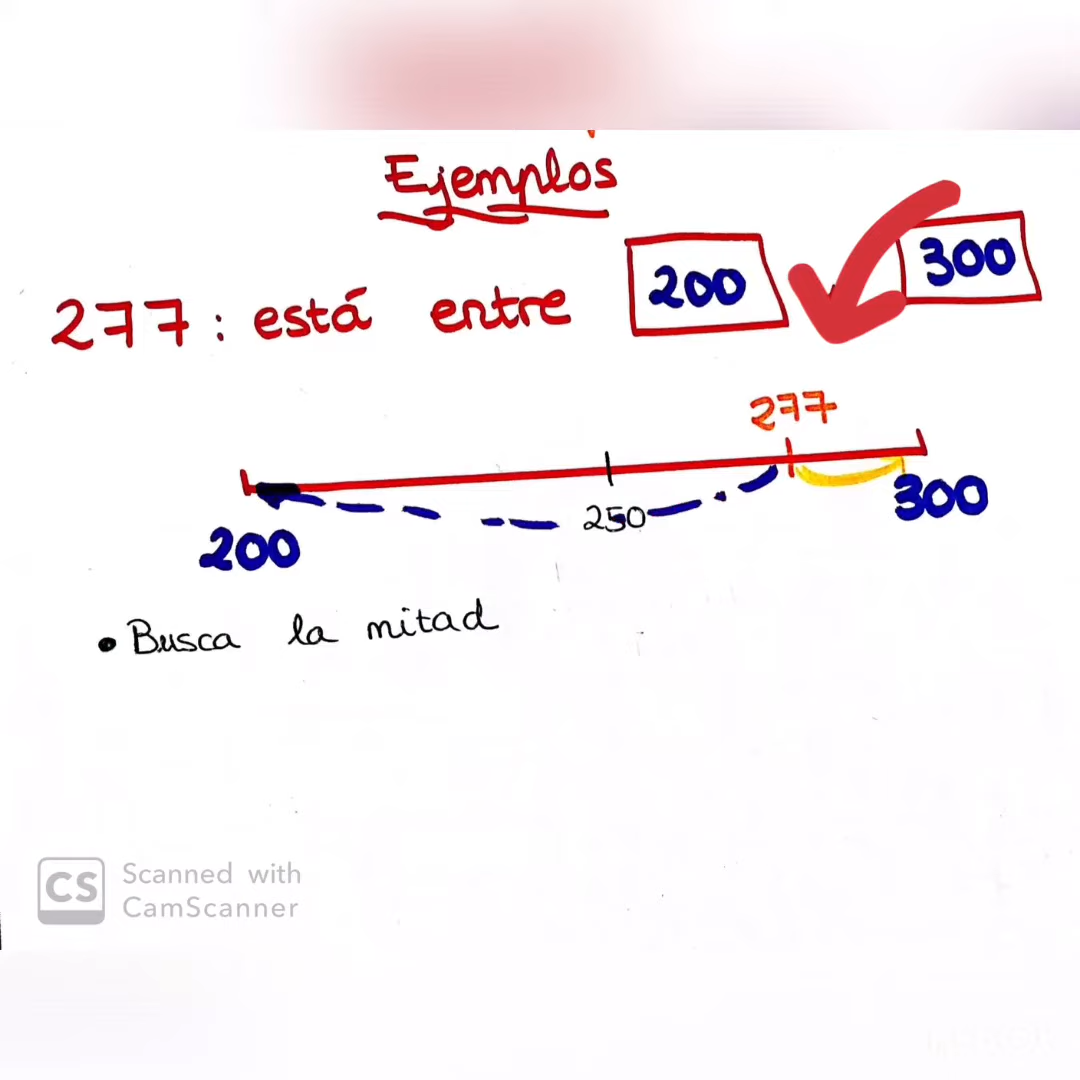 Ejemplos
277: está entre 200 300
277
200 250 300
• Busca la mitad
CS Scanned with
CamScanner